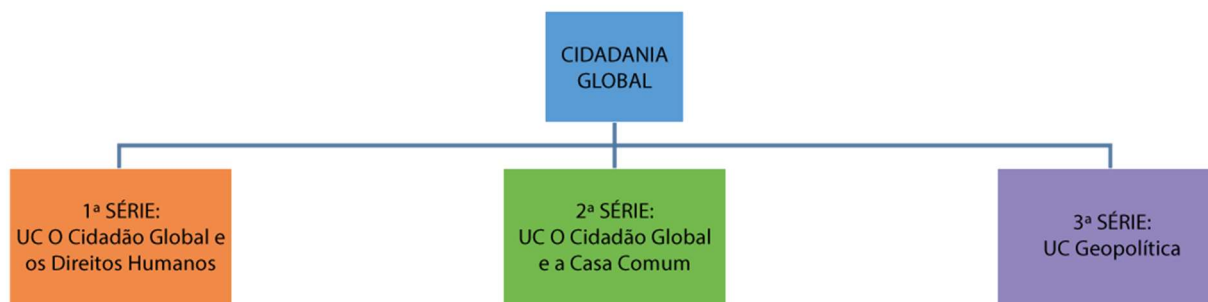 CIDADANIA
GLOBAL
1ª SÉRIE:
UC O Cidadão Global e
os Direitos Humanos
2ª SÉRIE:
UC O Cidadão Global
e a Casa Comum
3ª SÉRIE:
UC Geopolítica